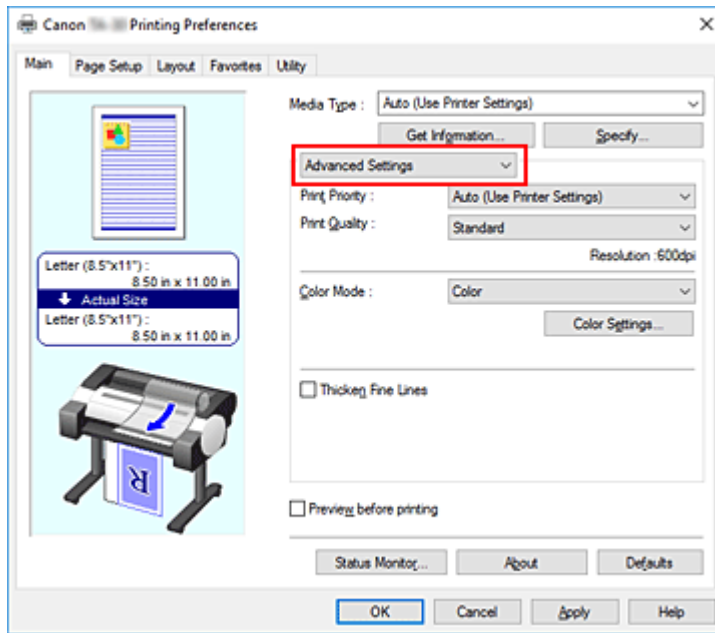 Canon Printing Preferences
Main Page Setup Layout Favorites Utility
Media Type : Auto (Use Printer Settings)
Get Information... Specify...
Advanced Settings
Print Priority : Auto (Use Printer Settings)
Print Quality : Standard
Resolution :600dpi
Letter (8.5"x11") :
8.50 in x 11.00 in
Actual Size
Letter (8.5"x11") :
8.50 in x 11.00 in
Color Mode : Color
Color Settings...
Thicken Fine Lines
R
Preview before printing
Status Monitor... About Defaults
OK Cancel Apply Help